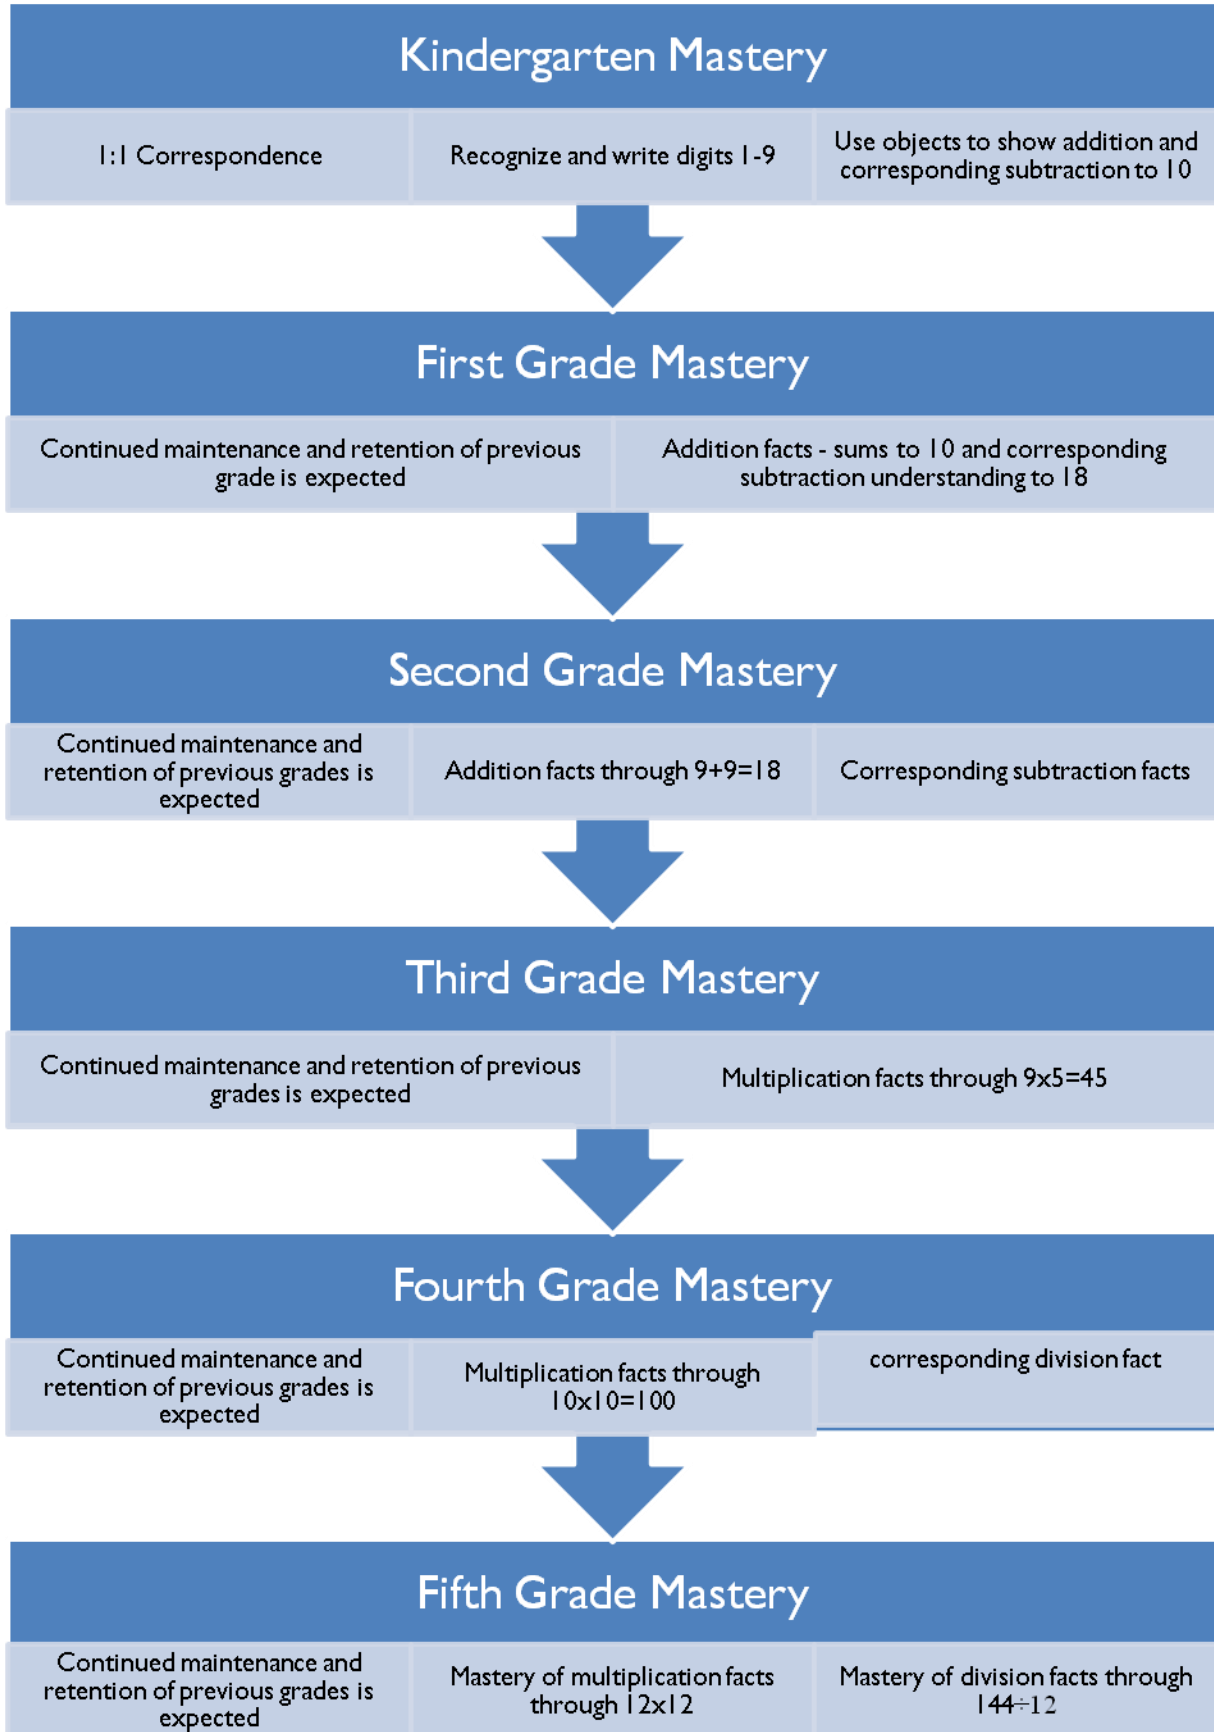 Kindergarten Mastery
1:1 Correspondence
Recognize and write digits 1-9
Use objects to show addition and
corresponding subtraction to 10
First Grade Mastery
Continued maintenance and retention of previous
grade is expected
Addition facts - sums to 10 and corresponding
subtraction understanding to 18
Second Grade Mastery
Continued maintenance and
retention of previous grades is
expected
Addition facts through 9+9=18
Corresponding subtraction facts
Third Grade Mastery
Continued maintenance and retention of previous
grades is expected
Multiplication facts through 9x5=45
Fourth Grade Mastery
Continued maintenance and
retention of previous grades is
expected
Multiplication facts through
10x10=100
corresponding division fact
Fifth Grade Mastery
Continued maintenance and
retention of previous grades is
expected
Mastery of multiplication facts
through 12x12
Mastery of division facts through
144÷12